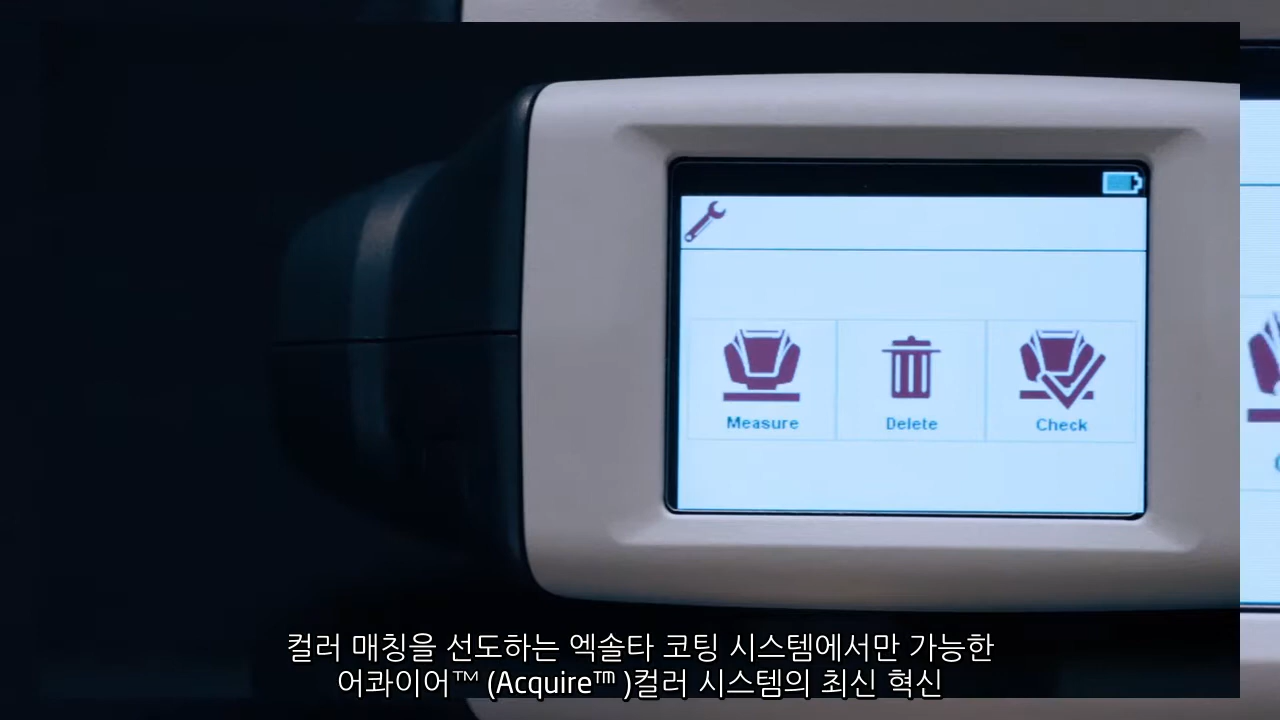 Measure
Delete
Check
컬러 매칭을 선도하는 엑솔타 코팅 시스템에서만 가능한
어콰이어™ (Acquire™ )컬러 시스템의 최신 혁신